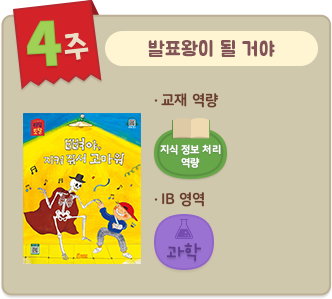 4주
발표왕이 될 거야
· 교재 역량
뼈야,
지켜 줘서 고마워
지식 정보 처리
역량
· IB 영역
과학